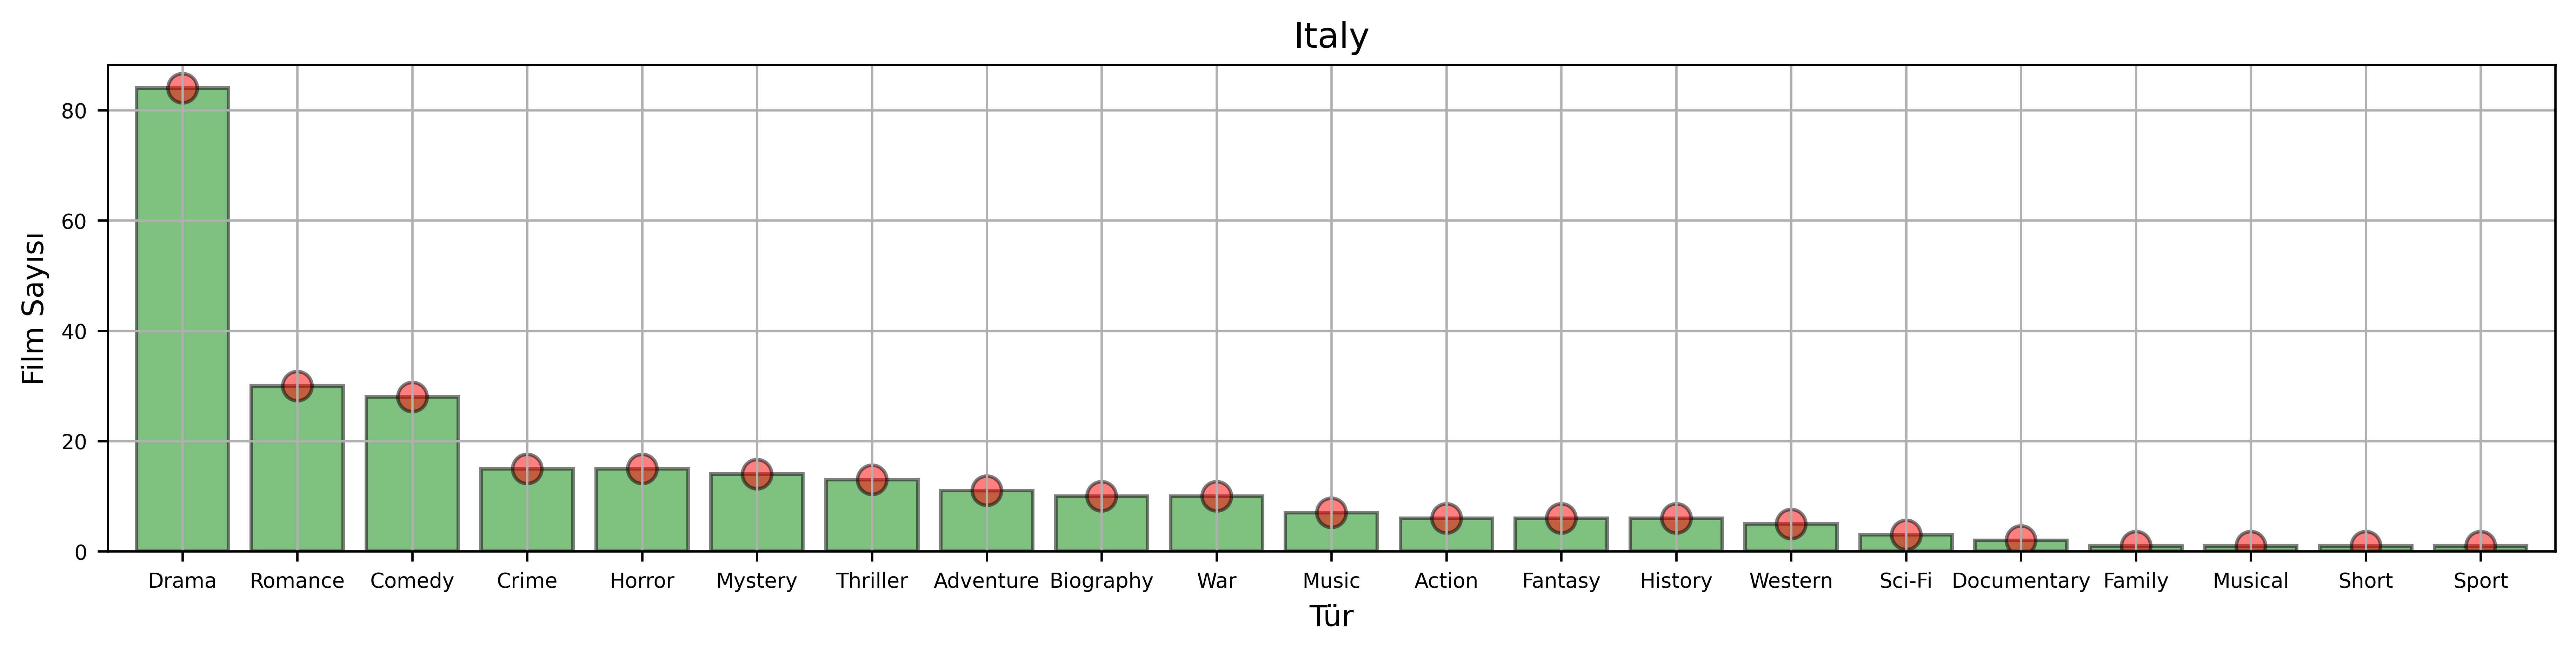 Italy
Film Sayısı
80
60
40
20
0
Drama Romance Comedy Crime Horror Mystery Thriller Adventure Biography War Music Action Fantasy History Western Sci-Fi Documentary Family Musical Short Sport
Tür